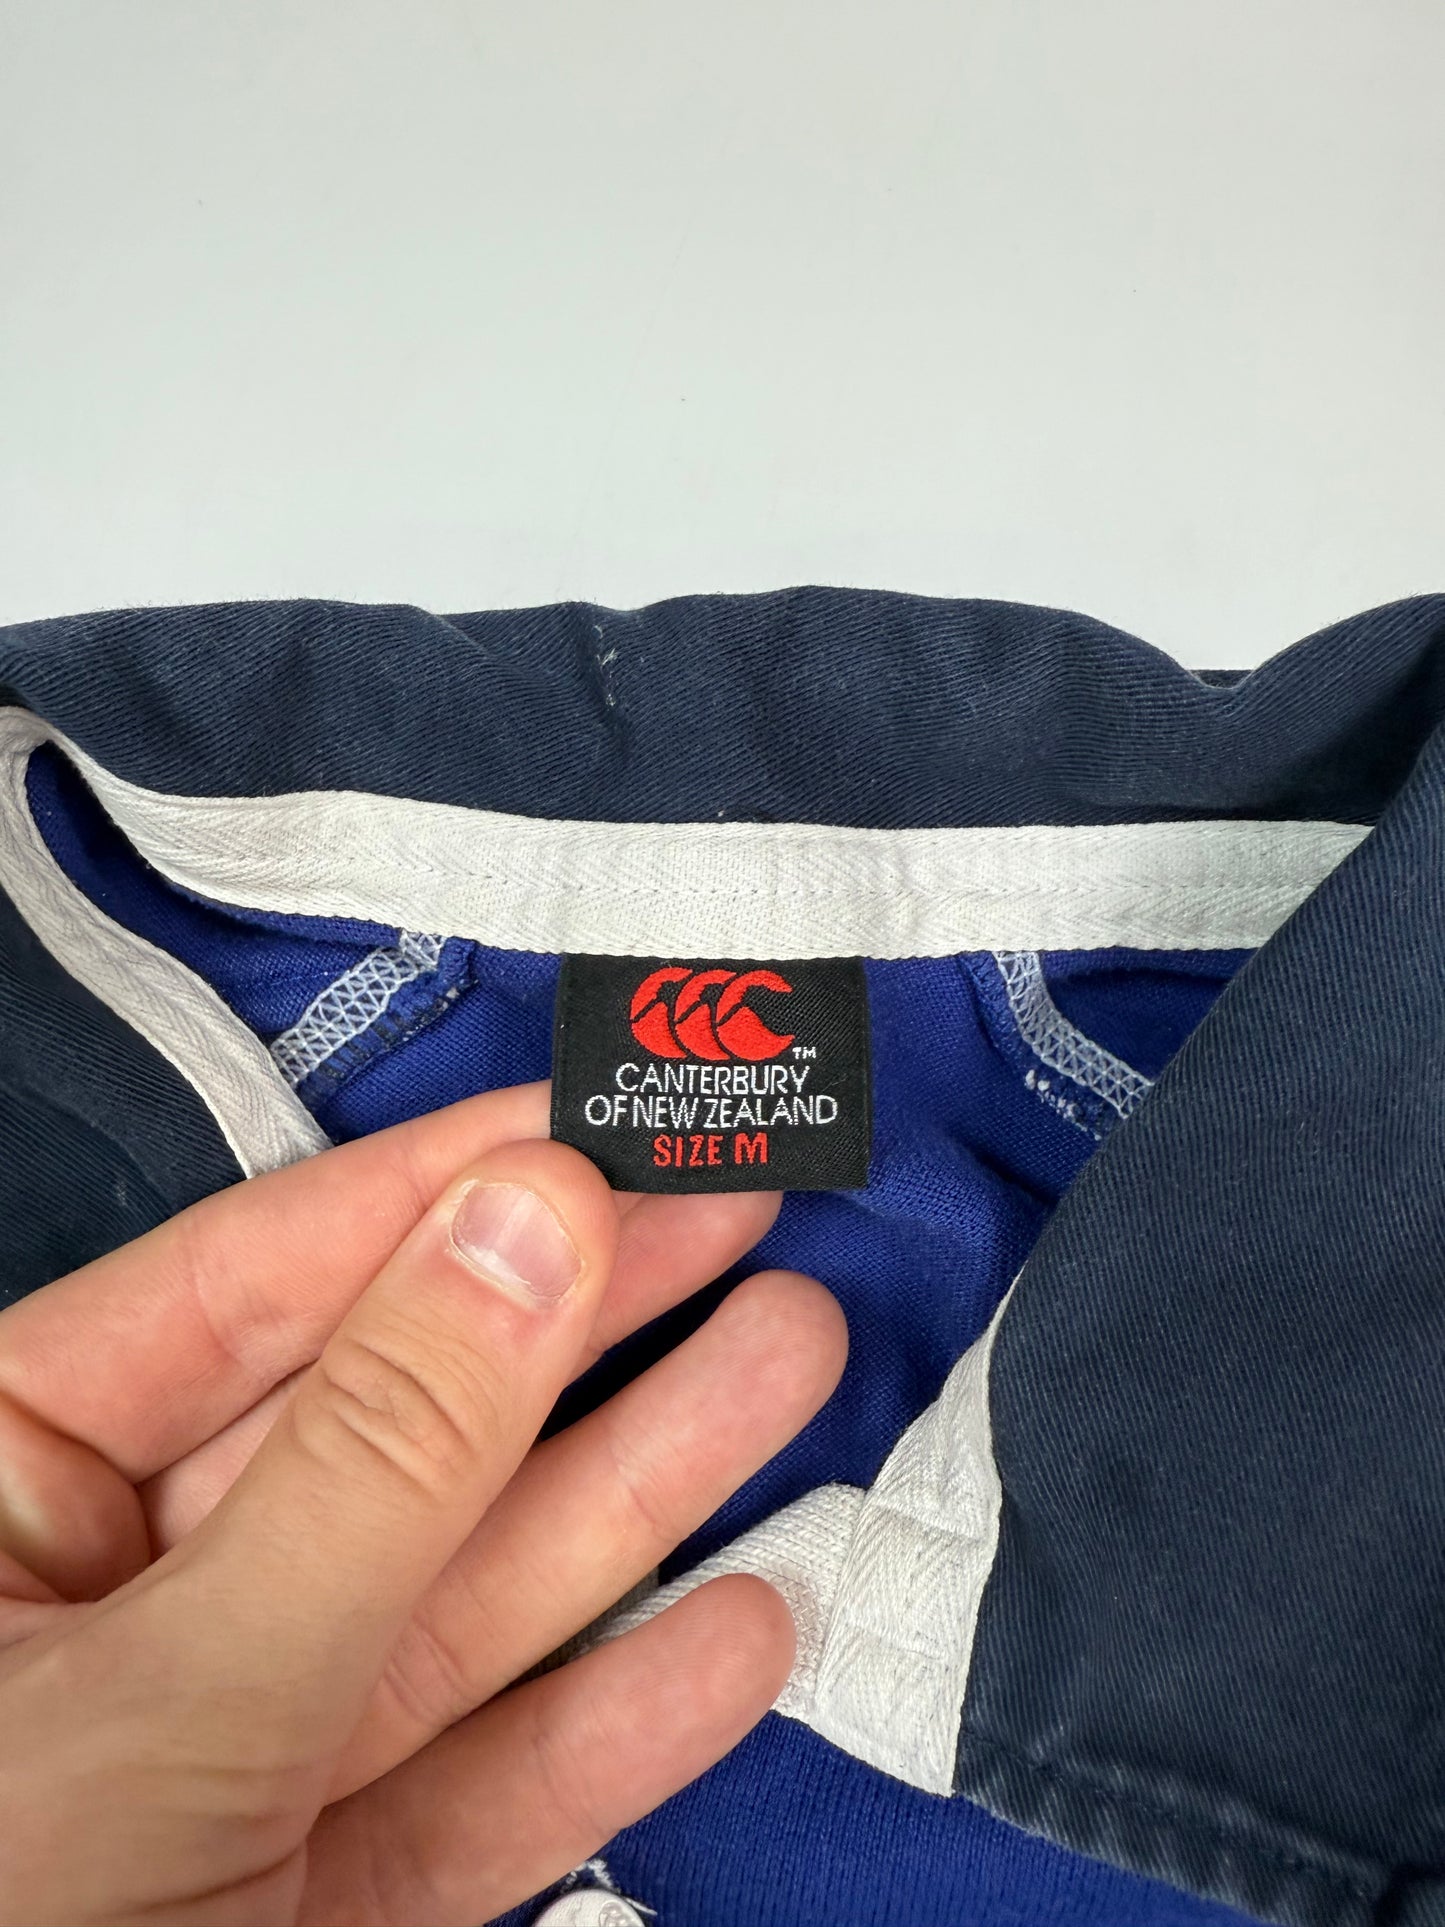 TM
CANTERBURY
OF NEW ZEALAND
SIZE M